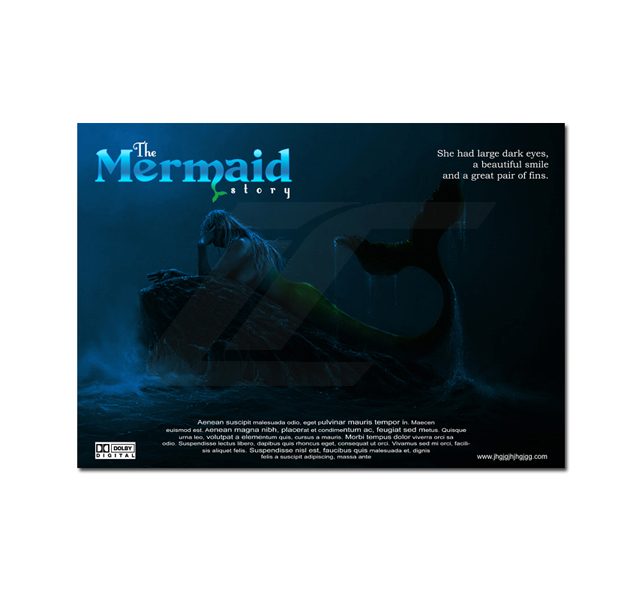 The
Mermaid
story
She had large dark eyes,
a beautiful smile
and a great pair of fins.
Aenean suscipit malesuada odio, eget pulvinar mauris tempor in. Maecen
euismod est. Aenean magna nibh, placerat et condimentum ac, feugiat sed metus. Quisque
urna leo, volutpat a elementum quis, cursus a mauris. Morbi tempus dolor viverra orci sa
odio. Suspendisse lectus libero, dapibus quis rhoncus eget, consequat ut orci. Vivamus sed mi orci, facili-
sis aliquet felis. Suspendisse nisl est, faucibus quis malesuada et, dignis
felis a suscipit adipiscing, massa ante
DOLBY
DIGITAL
www.jhgjgjhjhgjgg.com